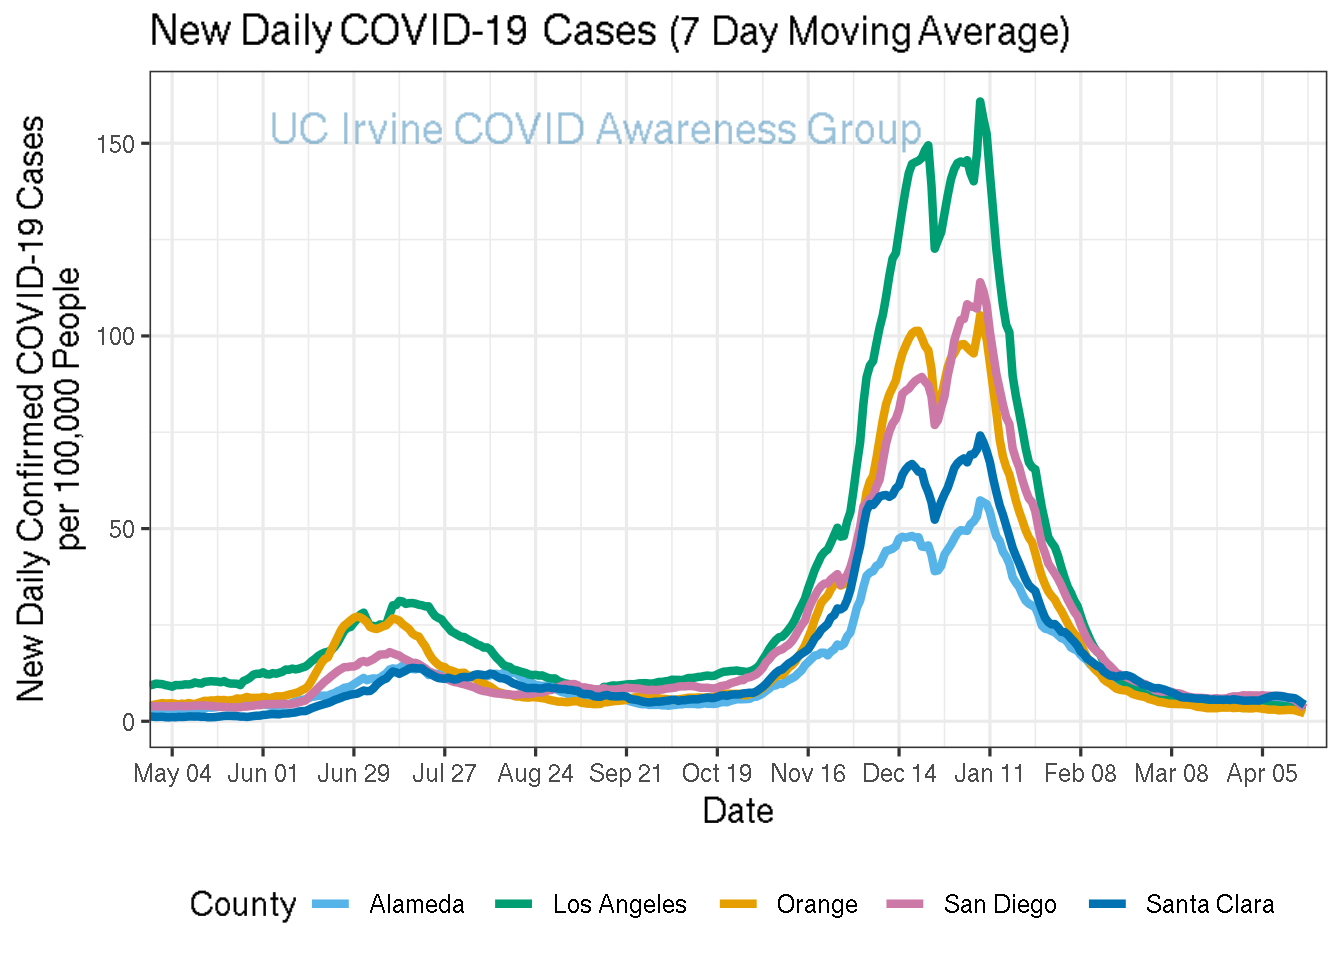 New Daily COVID-19 Cases (7 Day Moving Average)
UC Irvine COVID Awareness Group
New Daily Confirmed COVID-19 Cases
per 100,000 People
150
100
50
0
May 04 Jun 01 Jun 29 Jul 27 Aug 24 Sep 21 Oct 19 Nov 16 Dec 14 Jan 11 Feb 08 Mar 08 Apr 05
Date
County Alameda Los Angeles Orange San Diego Santa Clara